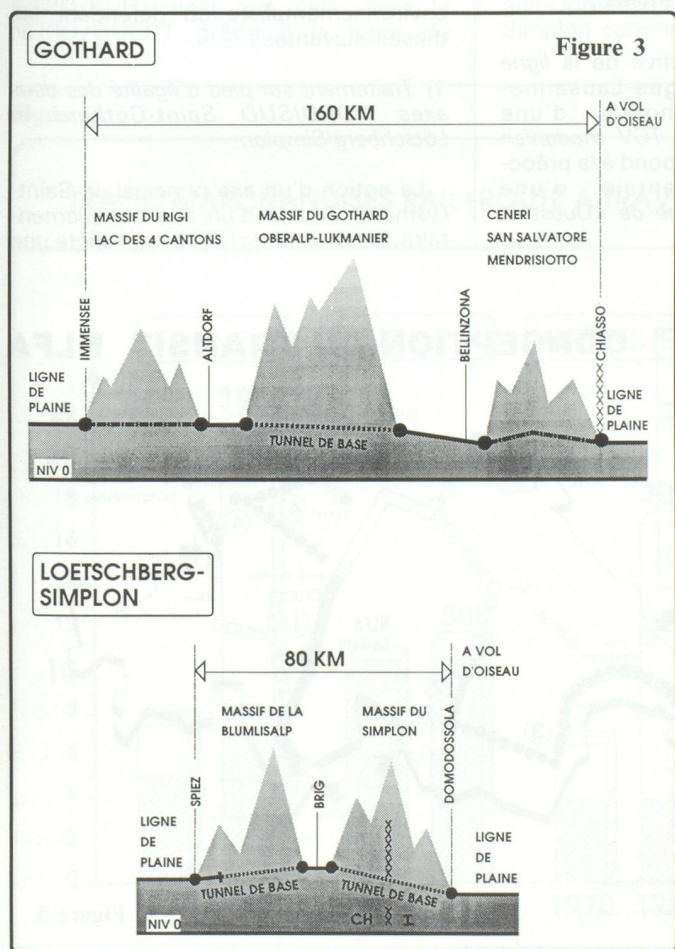 GOTHARD
Figure 3
160 KM
A VOL
D'OISEAU
MASSIF DU RIGI
LAC DES 4 CANTONS
MASSIF DU GOTHARD
OBERALP-LUKMANIER
CENERI
SAN SALVATORE
MENDRISIOTTO
IMMENSEE
ALTDORF
BELLINZONA
CHIASSO
LIGNE
DE
PLAINE
LIGNE
DE
PLAINE
TUNNEL DE BASE
NIV 0
LOETSCHBERG-
SIMPLON
80 KM
A VOL
D'OISEAU
MASSIF DE LA
BLUMLISALP
MASSIF DU
SIMPLON
SPIEZ
BRIG
DOMODOSSOLA
LIGNE
DE
PLAINE
LIGNE
DE
PLAINE
TUNNEL DE BASE
TUNNEL DE BASE
NIV 0
CH I